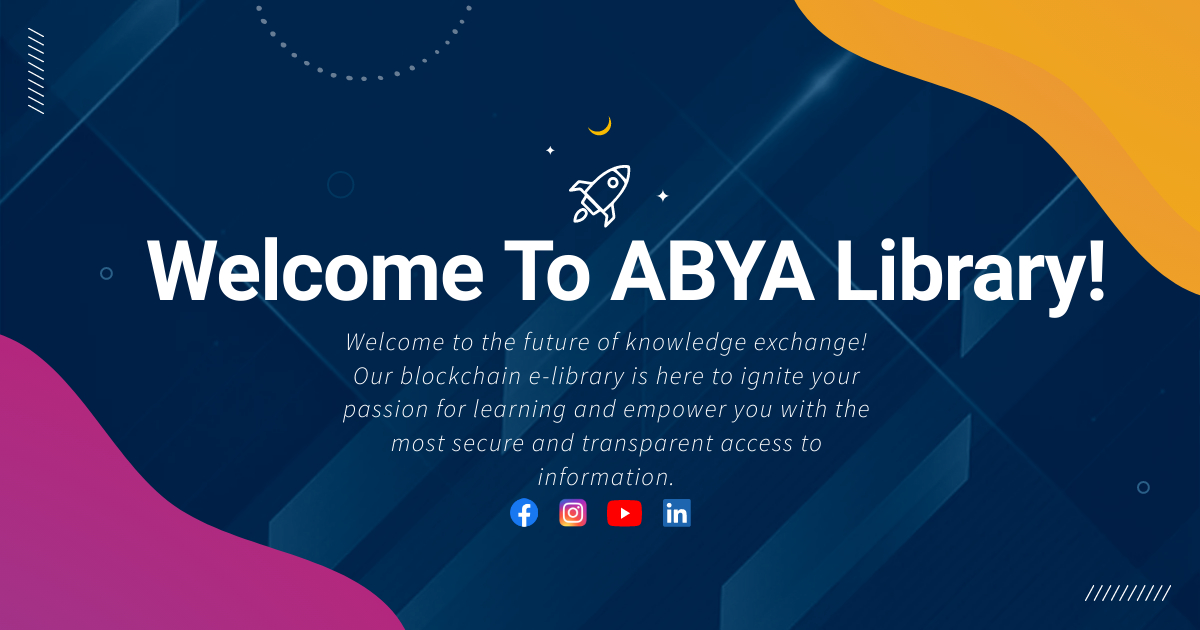 Welcome To ABYA Library!
Welcome to the future of knowledge exchange!
Our blockchain e-library is here to ignite your
passion for learning and empower you with the
most secure and transparent access to
information.